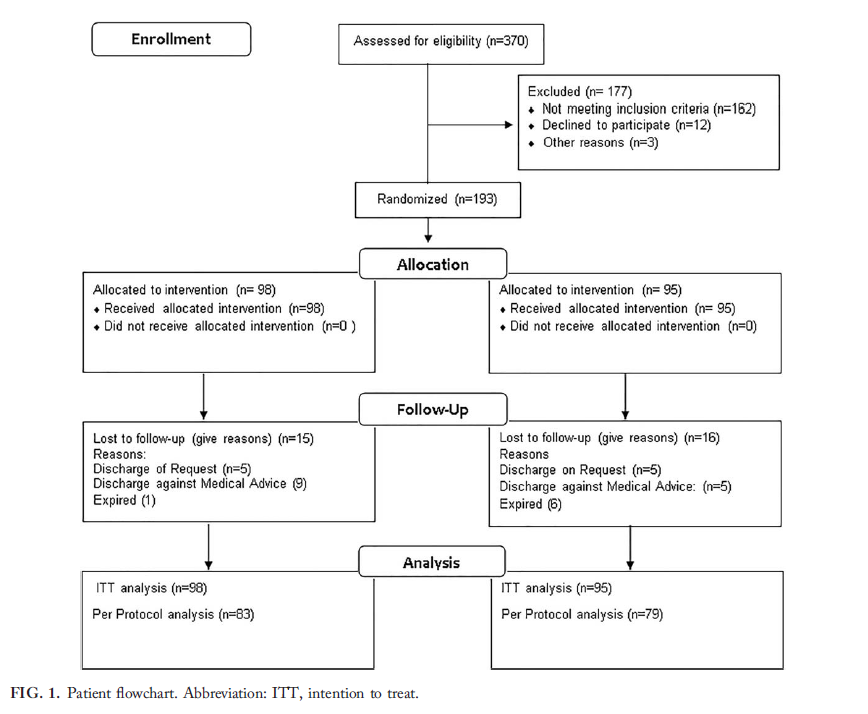 Enrollment
Assessed for eligibility (n=370)
Excluded (n= 177)
♦ Not meeting inclusion criteria (n=162)
♦ Declined to participate (n=12)
♦ Other reasons (n=3)
Randomized (n=193)
Allocation
Allocated to intervention (n= 98)
♦ Received allocated intervention (n=98)
♦ Did not receive allocated intervention (n=0 )
Allocated to intervention (n= 95)
♦ Received allocated intervention (n= 95)
♦ Did not receive allocated intervention (n=0)
Follow-Up
Lost to follow-up (give reasons) (n=15)
Reasons:
Discharge of Request (n=5)
Discharge against Medical Advice (9)
Expired (1)
Lost to follow-up (give reasons) (n=16)
Reasons
Discharge on Request (n=5)
Discharge against Medical Advice: (n=5)
Expired (6)
Analysis
ITT analysis (n=98)
Per Protocol analysis (n=83)
ITT analysis (n=95)
Per Protocol analysis (n=79)
FIG. 1. Patient flowchart. Abbreviation: ITT, intention to treat.